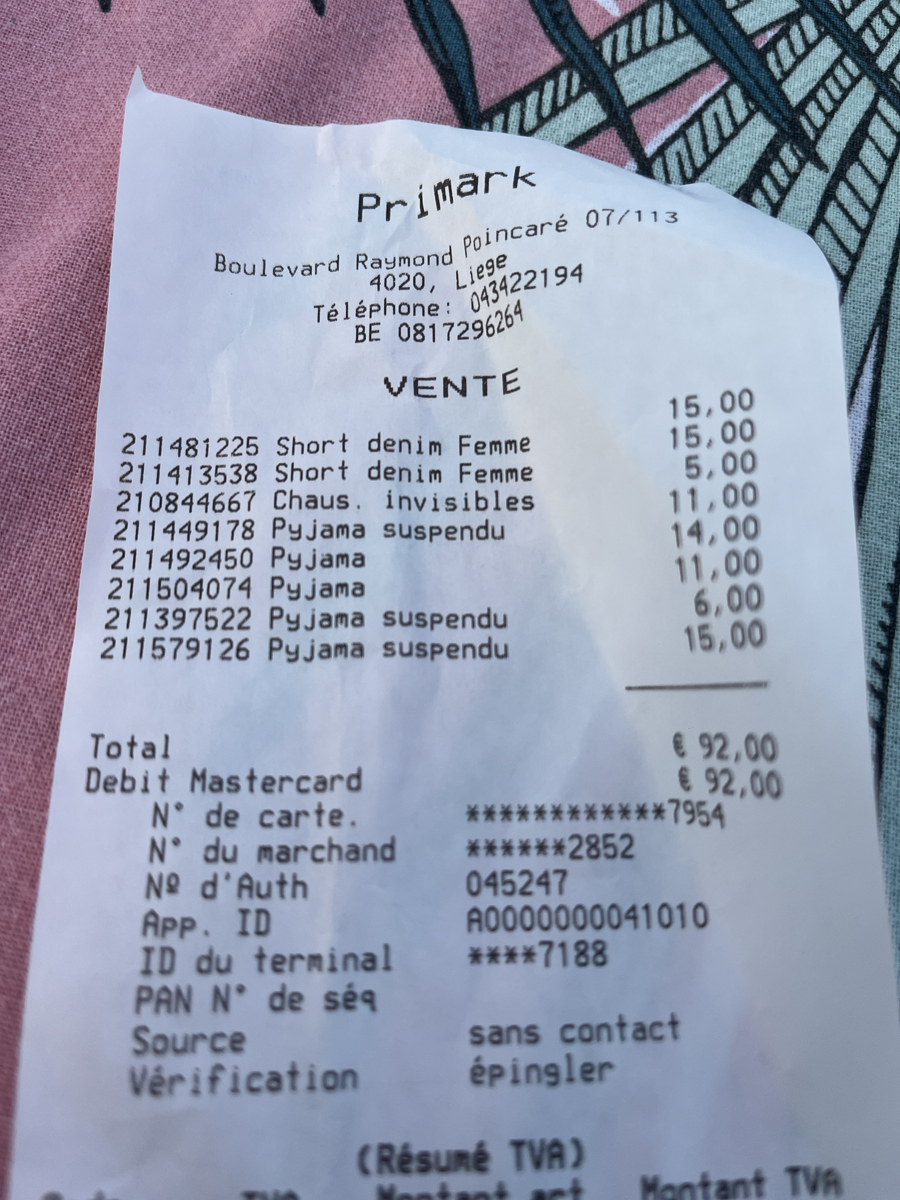 Primark
Boulevard Raymond Poincaré 07/113
4020, Liege
Téléphone: 043422194
BE 0817296264
VENTE
211481225 Short denim Femme 15,00
211413538 Short denim Femme 15,00
210844667 Chaus. invisibles 5,00
211449178 Pyjama suspendu 11,00
211492450 Pyjama 14,00
211504074 Pyjama 11,00
211397522 Pyjama suspendu 6,00
211579126 Pyjama suspendu 15,00
Total € 92,00
Debit Mastercard € 92,00
N° de carte. ************7954
N° du marchand ******2852
Nº d'Auth 045247
App. ID A0000000041010
ID du terminal ****7188
PAN N° de séq
Source sans contact
Vérification épingler
(Résumé TVA)
TVA Montant art Montant TVA